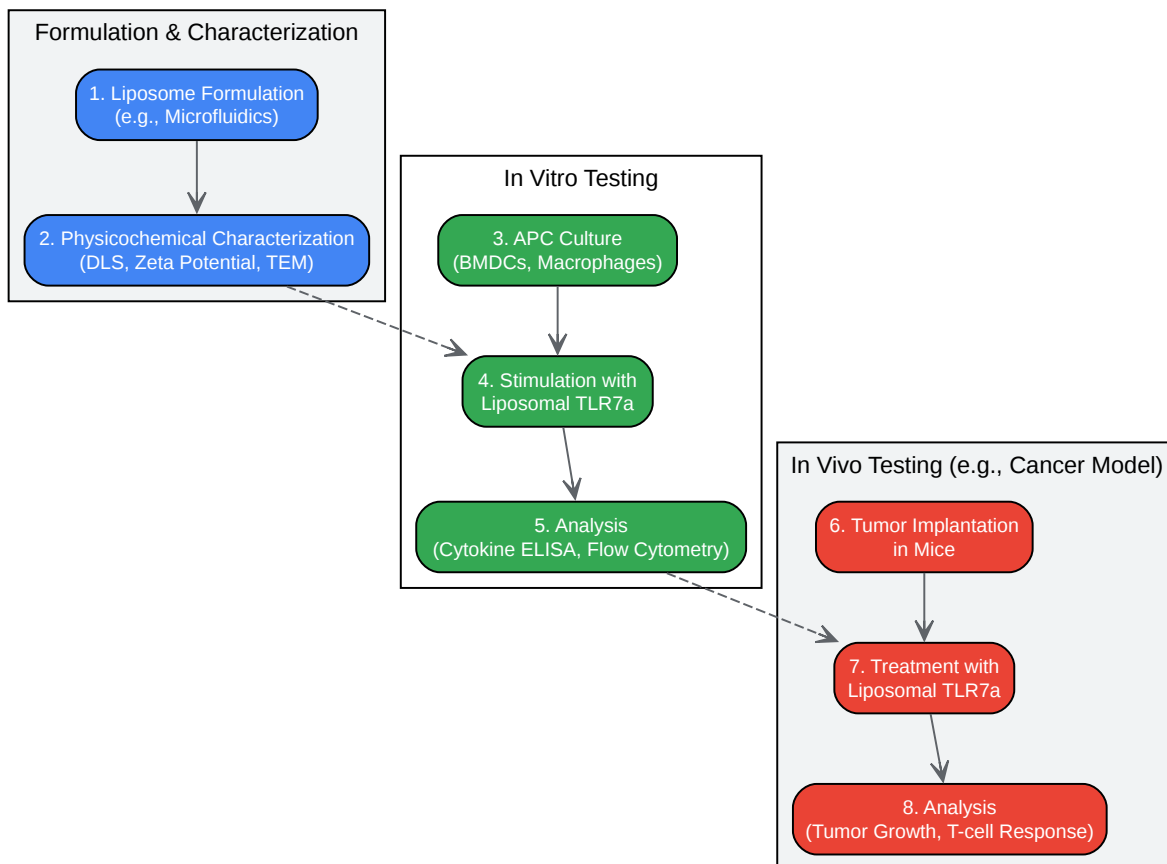 Formulation & Characterization
1. Liposome Formulation
(e.g., Microfluidics)
2. Physicochemical Characterization
(DLS, Zeta Potential, TEM)
In Vitro Testing
3. APC Culture
(BMDCs, Macrophages)
4. Stimulation with
Liposomal TLR7a
5. Analysis
(Cytokine ELISA, Flow Cytometry)
In Vivo Testing (e.g., Cancer Model)
6. Tumor Implantation
in Mice
7. Treatment with
Liposomal TLR7a
8. Analysis
(Tumor Growth, T-cell Response)